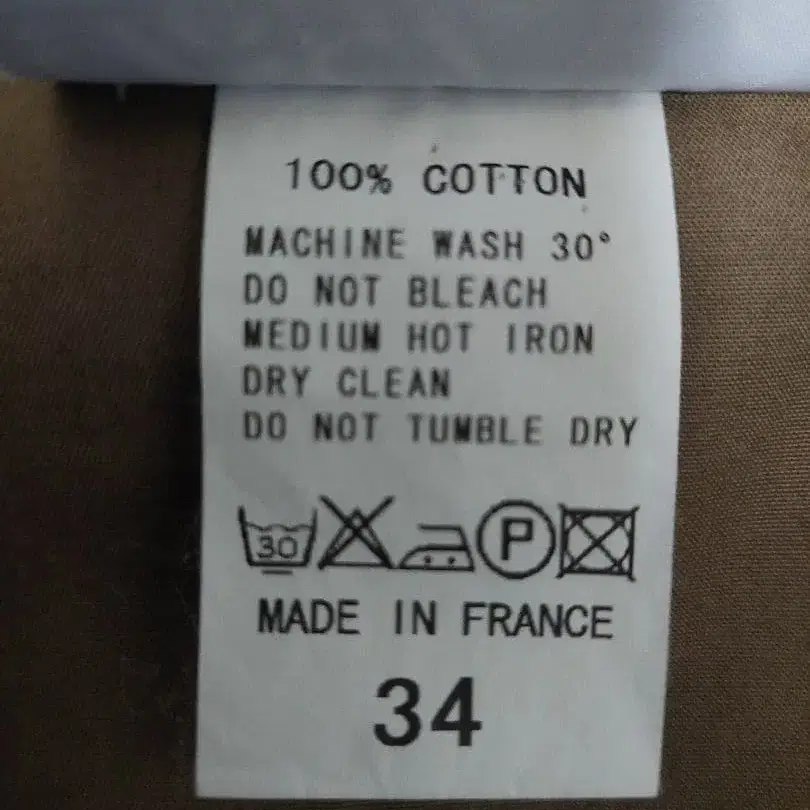 100% COTTON
MACHINE WASH 30°
DO NOT BLEACH
MEDIUM HOT IRON
DRY CLEAN
DO NOT TUMBLE DRY
30 P
MADE IN FRANCE
34